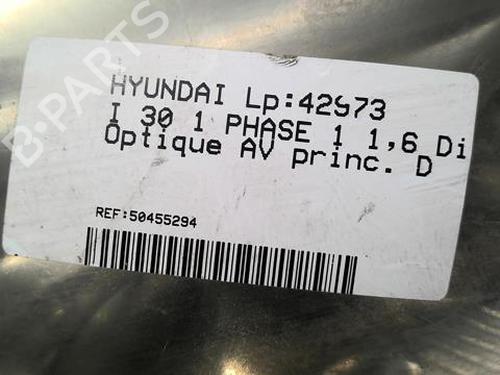 HYUNDAI Lp:42973
I 30 1 PHASE 1 1,6 Di
Optique AV princ. D
REF:50455294
B-PARTS